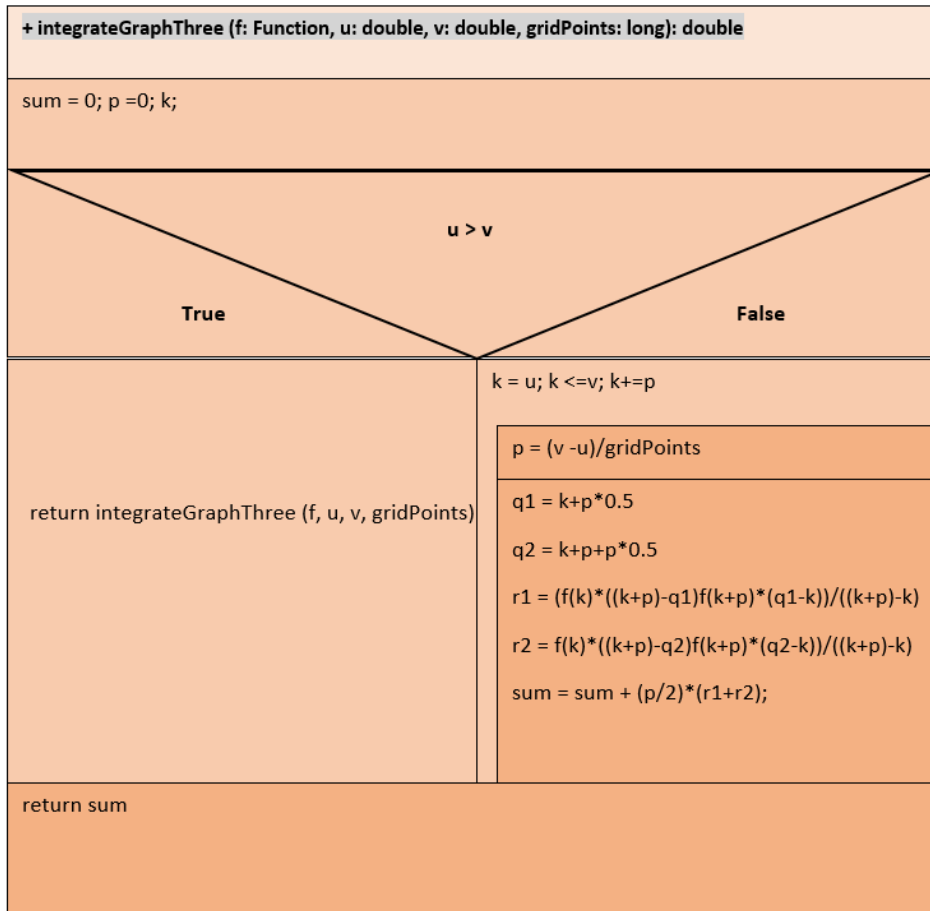 + integrateGraphThree (f: Function, u: double, v: double, gridPoints: long): double
sum = 0; p =0; k;
u > v
True
False
return integrateGraphThree (f, u, v, gridPoints)
k = u; k <=v; k+=p
p = (v -u)/gridPoints
q1 = k+p*0.5
q2 = k+p+p*0.5
r1 = (f(k)*((k+p)-q1)f(k+p)*(q1-k))/((k+p)-k)
r2 = f(k)*((k+p)-q2)f(k+p)*(q2-k))/((k+p)-k)
sum = sum + (p/2)*(r1+r2);
return sum